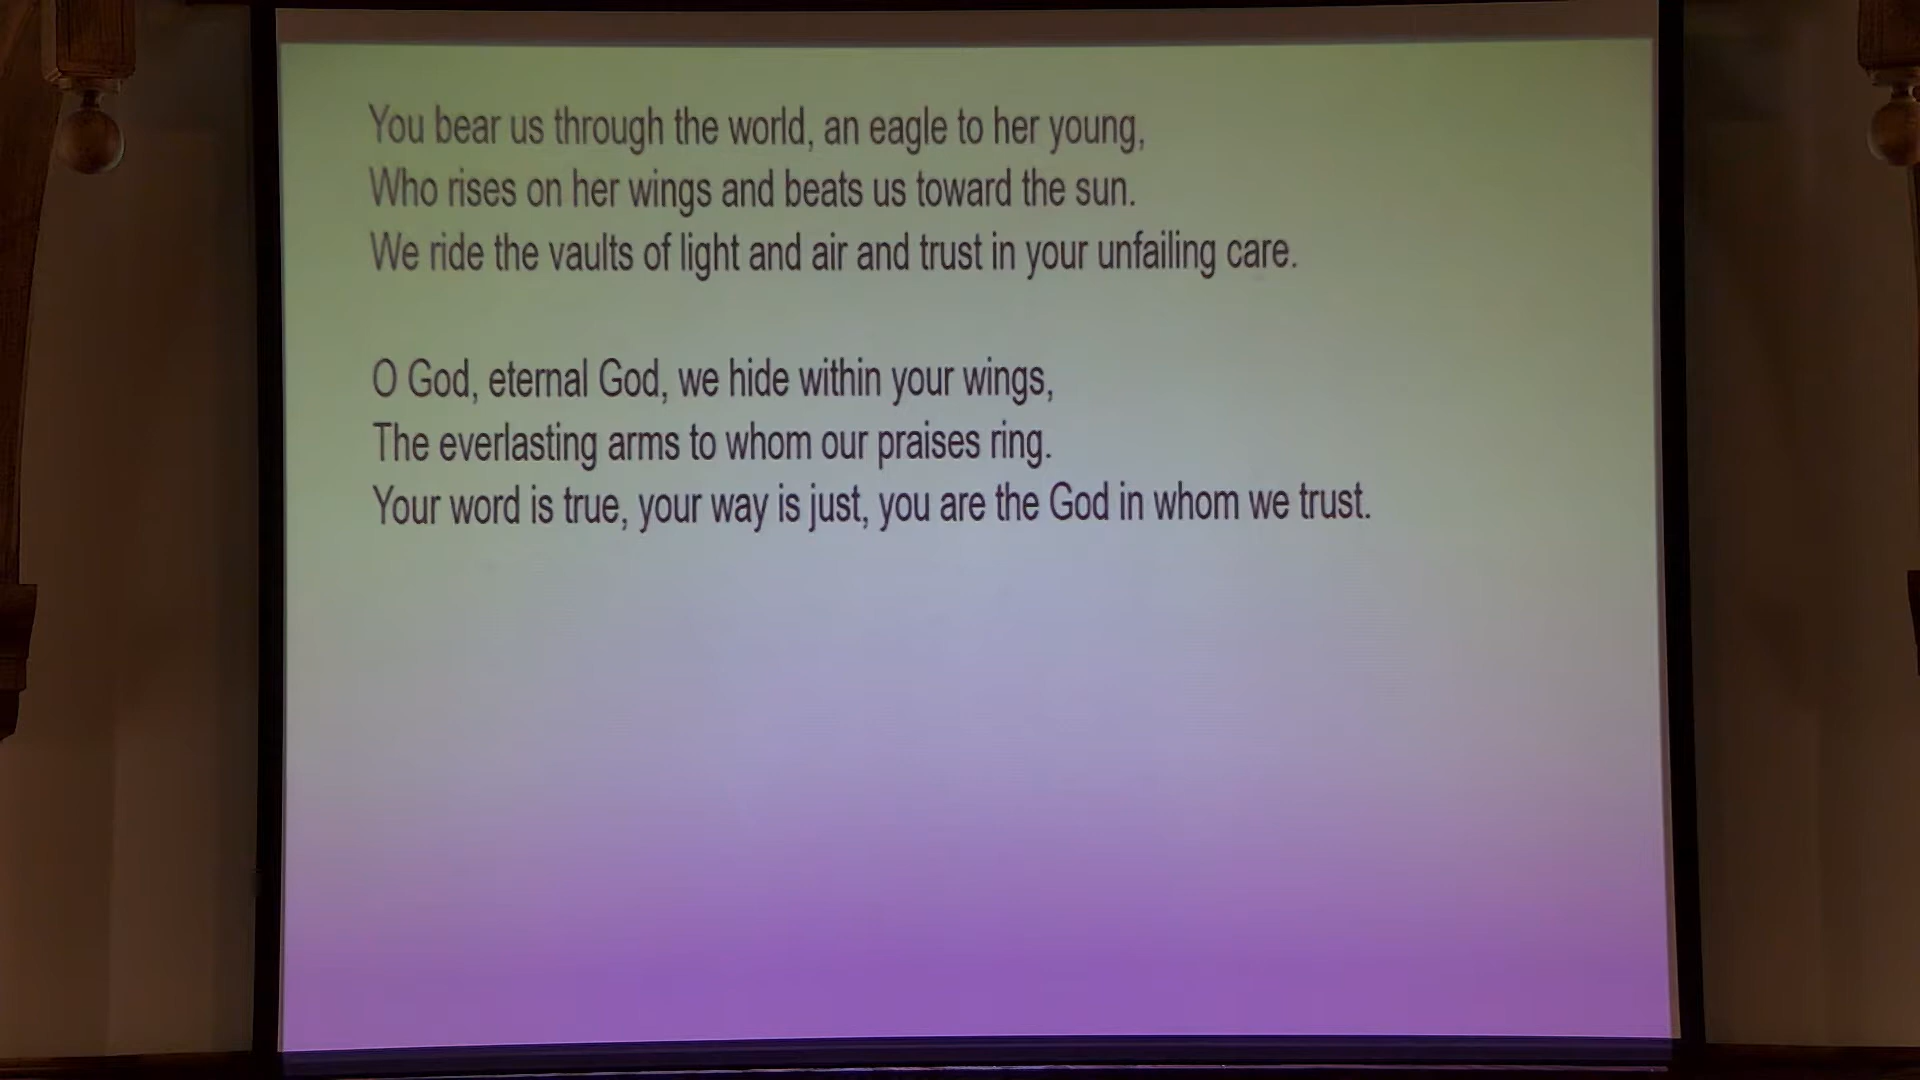 You bear us through the world, an eagle to her young,
Who rises on her wings and beats us toward the sun.
We ride the vaults of light and air and trust in your unfailing care.
O God, eternal God, we hide within your wings,
The everlasting arms to whom our praises ring.
Your word is true, your way is just, you are the God in whom we trust.